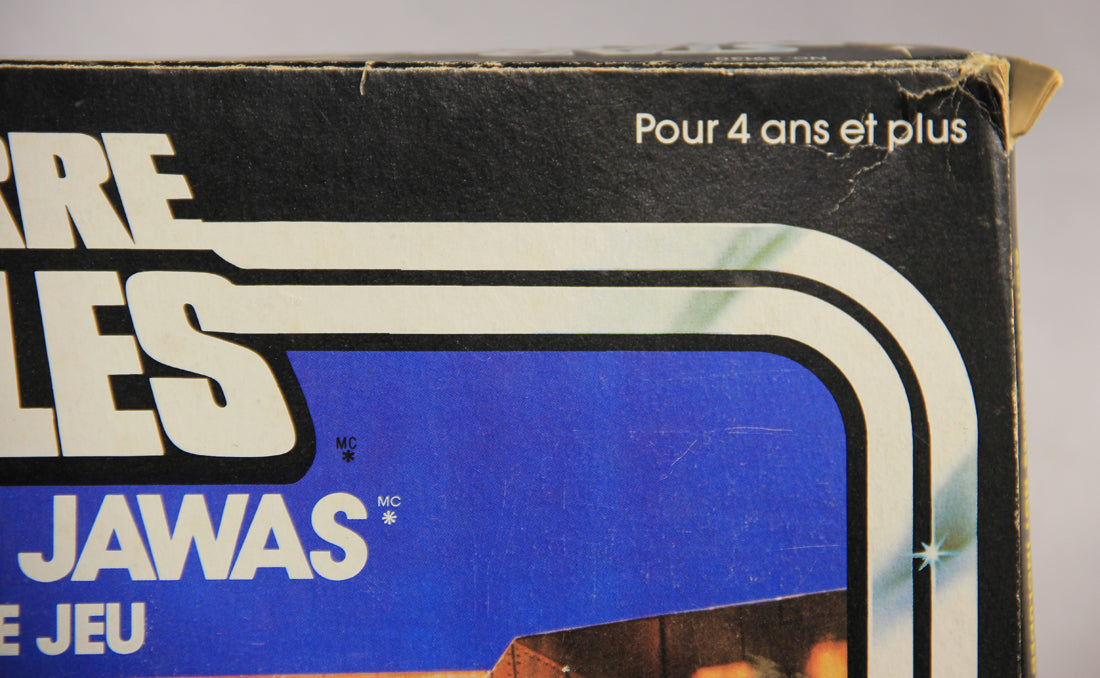 Pour 4 ans et plus
RRE
LES
MC
*
JAWAS MC
*
E JEU